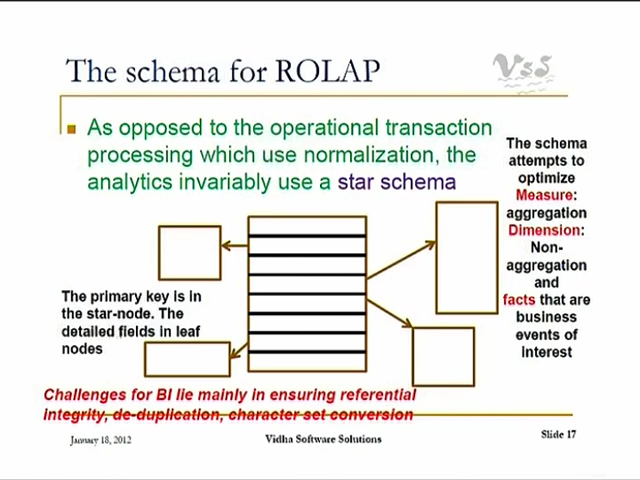 The schema for ROLAP
VsS
As opposed to the operational transaction
processing which use normalization, the
analytics invariably use a star schema
The schema
attempts to
optimize
Measure:
aggregation
Dimension:
Non-
aggregation
and
facts that are
business
events of
interest
The primary key is in
the star-node. The
detailed fields in leaf
nodes
Challenges for BI lie mainly in ensuring referential
integrity, de-duplication, character set conversion
January 18, 2012
Vidha Software Solutions
Slide 17